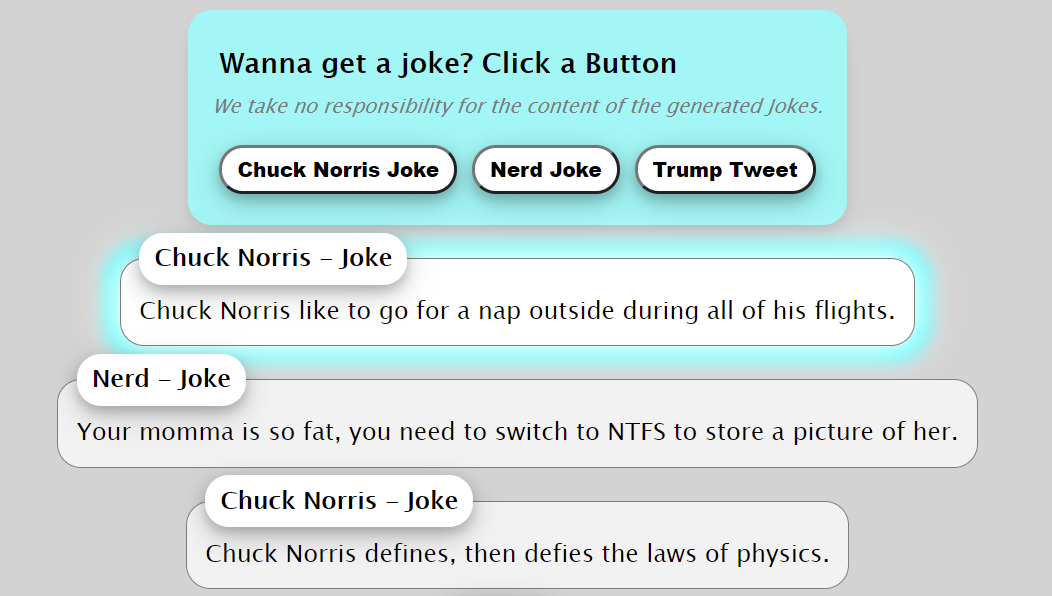 Wanna get a joke? Click a Button
We take no responsibility for the content of the generated Jokes.
Chuck Norris Joke Nerd Joke Trump Tweet
Chuck Norris – Joke
Chuck Norris like to go for a nap outside during all of his flights.
Nerd – Joke
Your momma is so fat, you need to switch to NTFS to store a picture of her.
Chuck Norris – Joke
Chuck Norris defines, then defies the laws of physics.